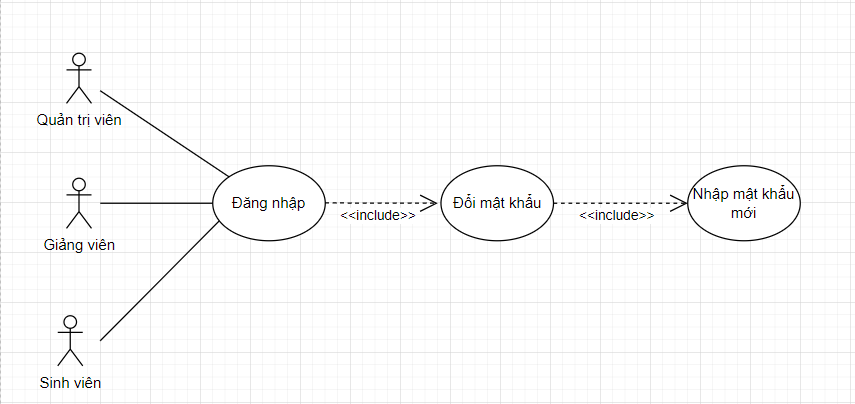 Quản trị viên
Giảng viên
Sinh viên
Đăng nhập
<<include>>
Đổi mật khẩu
<<include>>
Nhập mật khẩu
mới